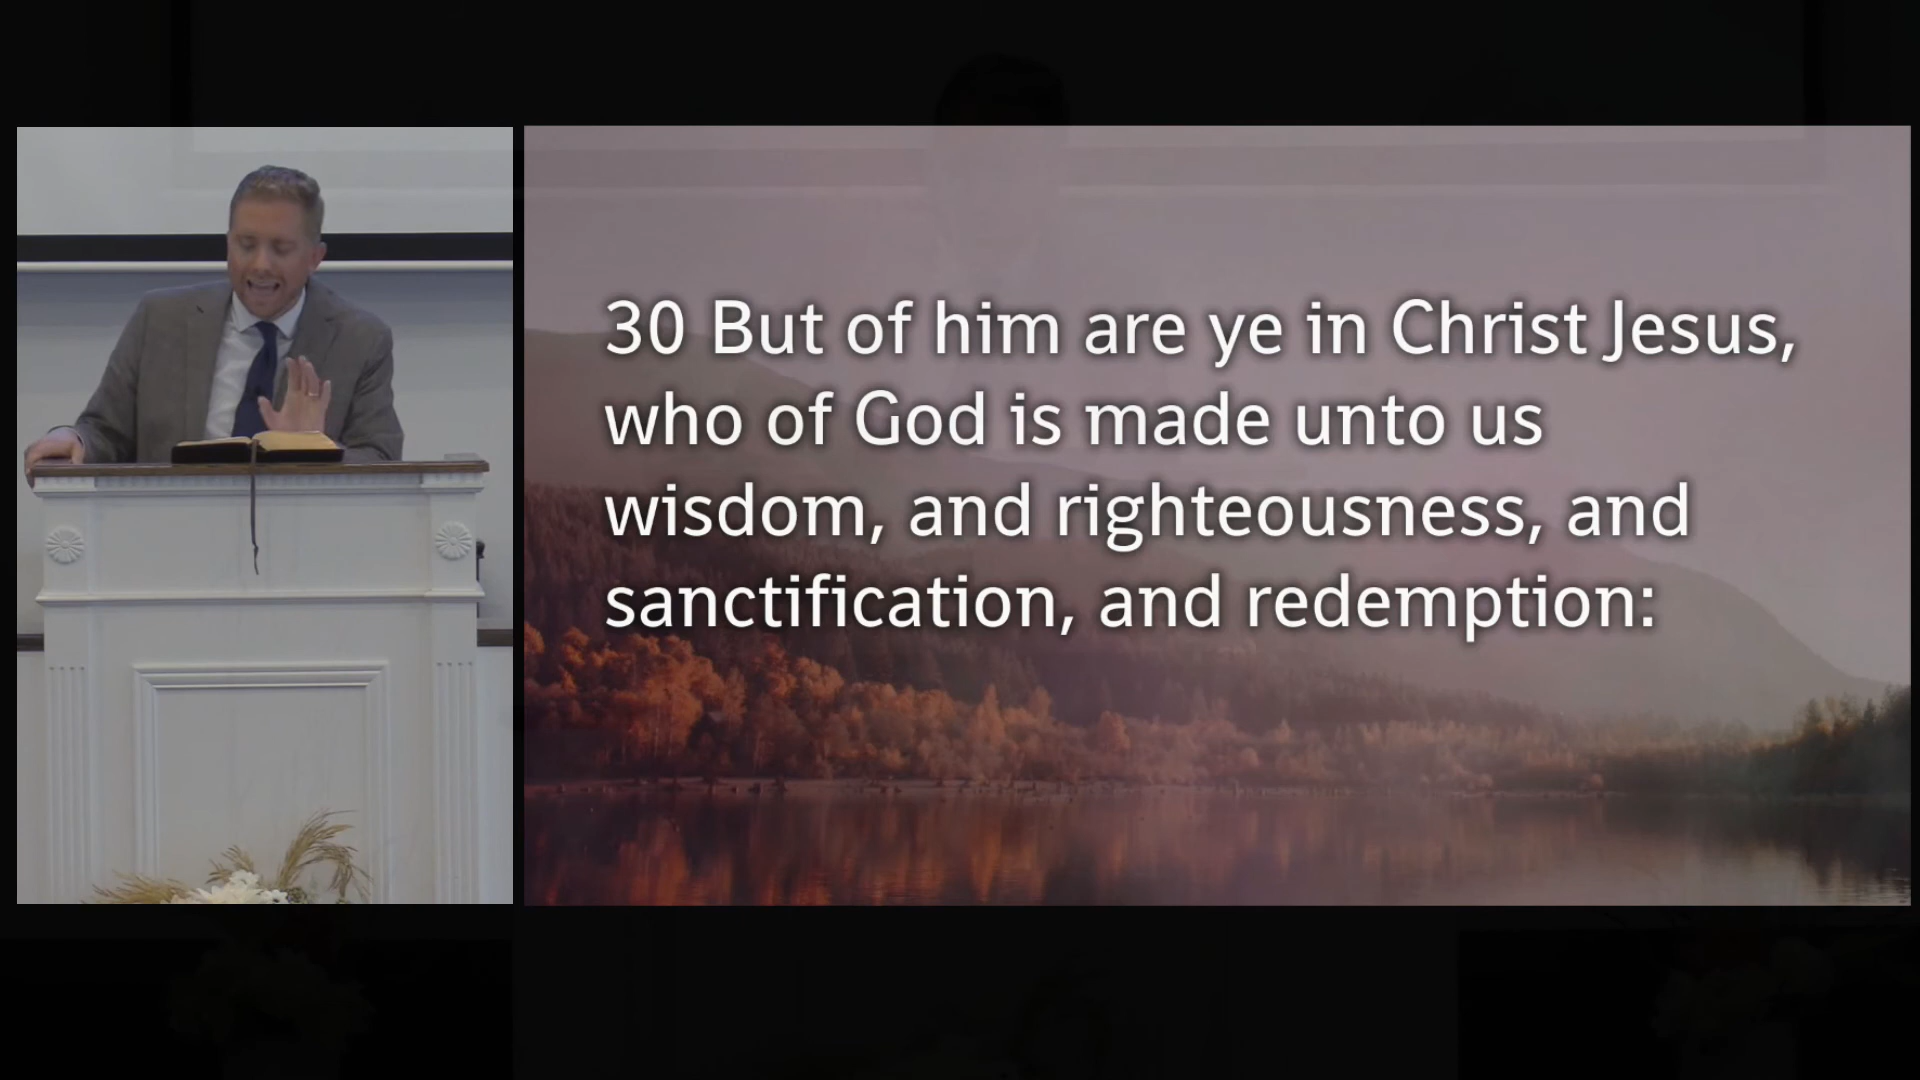 30 But of him are ye in Christ Jesus,
who of God is made unto us
wisdom, and righteousness, and
sanctification, and redemption: